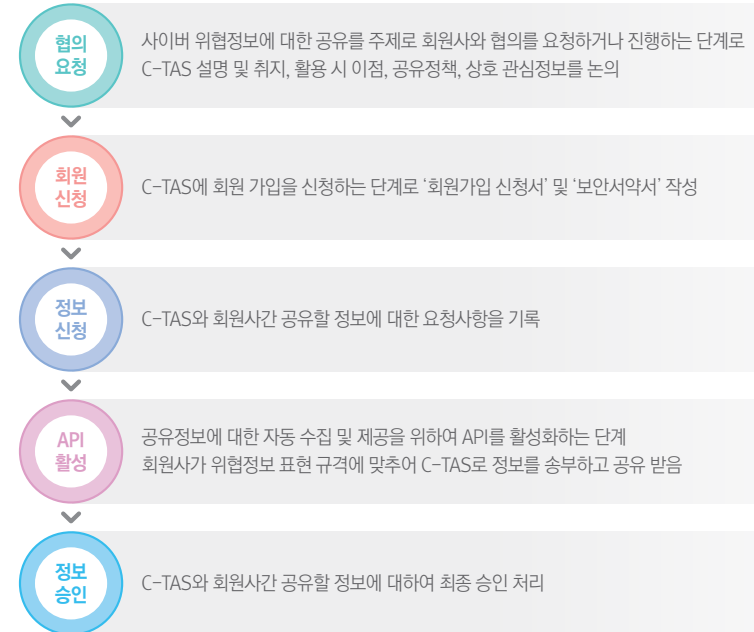 협의
요청
사이버 위협정보에 대한 공유를 주제로 회원사와 협의를 요청하거나 진행하는 단계로
C-TAS 설명 및 취지, 활용 시 이점, 공유정책, 상호 관심정보를 논의
회원
신청
C-TAS에 회원 가입을 신청하는 단계로 ‘회원가입 신청서’ 및 ‘보안서약서’ 작성
정보
신청
C-TAS와 회원사간 공유할 정보에 대한 요청사항을 기록
API
활성
공유정보에 대한 자동 수집 및 제공을 위하여 API를 활성화하는 단계
회원사가 위협정보 표현 규격에 맞추어 C-TAS로 정보를 송부하고 공유 받음
정보
승인
C-TAS와 회원사간 공유할 정보에 대하여 최종 승인 처리